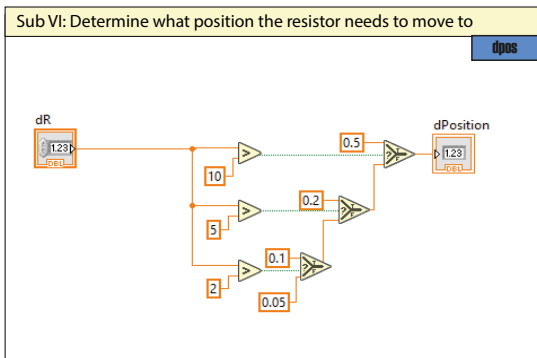 Sub VI: Determine what position the resistor needs to move to
dpos
dR
1.23
DBL
dPosition
1.23
DBL
0.5
?
T
F
>
10
0.2
?
T
F
>
5
0.1
?
T
F
>
2
0.05